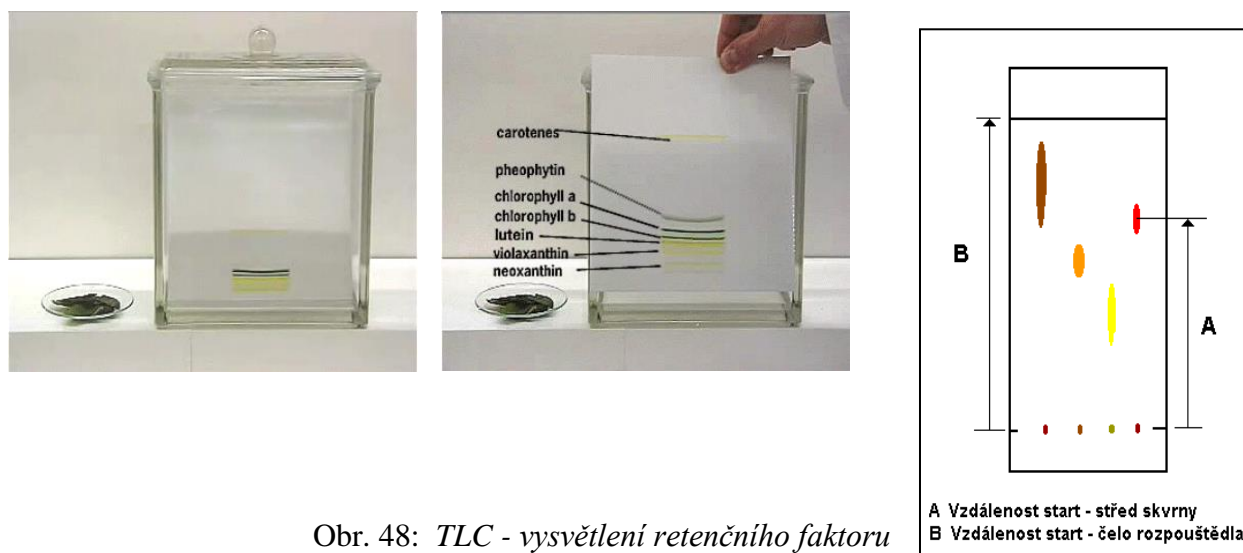 carotenes
pheophytin
chlorophyll a
chlorophyll b
lutein
violaxanthin
neoxanthin
B
A
A Vzdálenost start - střed skvrny
B Vzdálenost start - čelo rozpouštědla
Obr. 48: TLC - vysvětlení retenčního faktoru